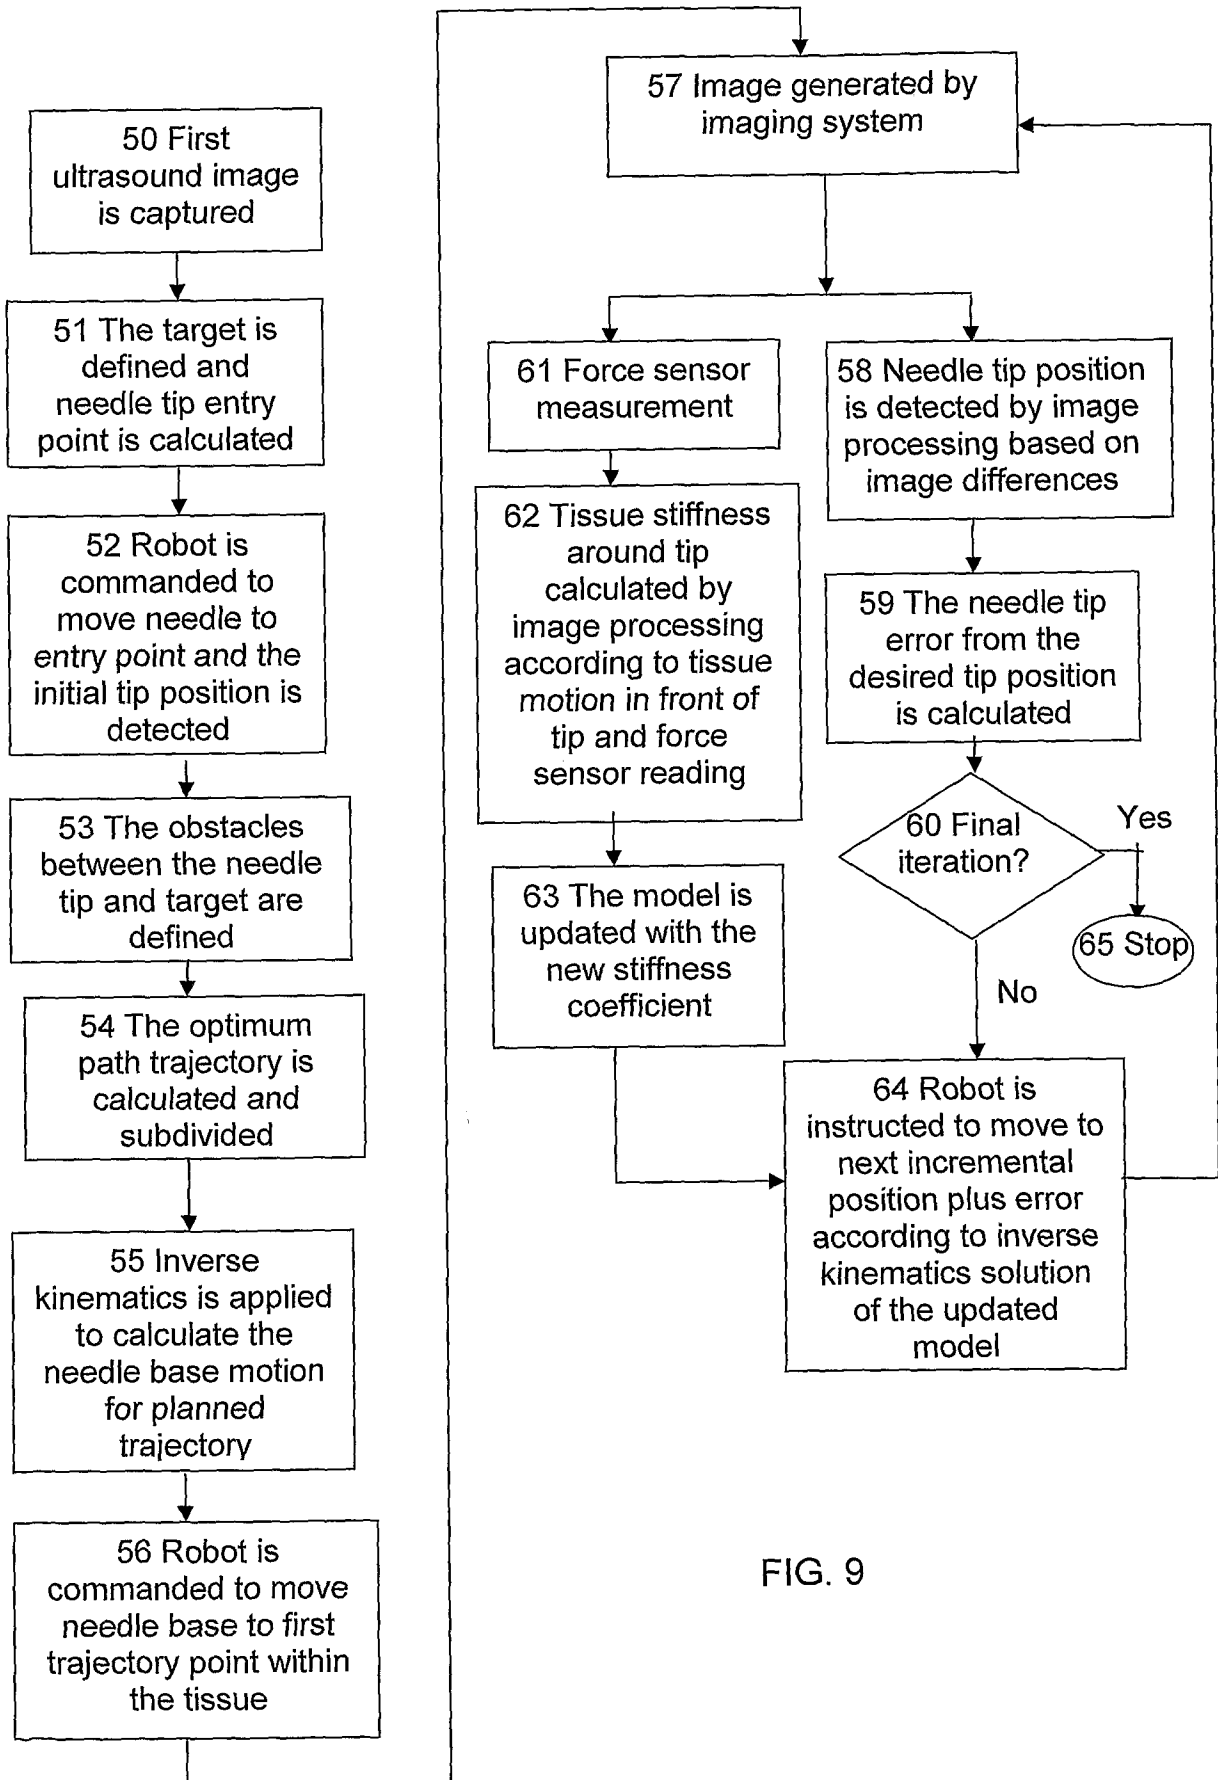 50 First
ultrasound image
is captured
51 The target is
defined and
needle tip entry
point is calculated
52 Robot is
commanded to
move needle to
entry point and the
initial tip position is
detected
53 The obstacles
between the needle
tip and target are
defined
54 The optimum
path trajectory is
calculated and
subdivided
55 Inverse
kinematics is applied
to calculate the
needle base motion
for planned
trajectory
56 Robot is
commanded to move
needle base to first
trajectory point within
the tissue
57 Image generated by
imaging system
61 Force sensor
measurement
62 Tissue stiffness
around tip
calculated by
image processing
according to tissue
motion in front of
tip and force
sensor reading
63 The model is
updated with the
new stiffness
coefficient
58 Needle tip position
is detected by image
processing based on
image differences
59 The needle tip
error from the
desired tip position
is calculated
60 Final
iteration?
Yes
65 Stop
No
64 Robot is
instructed to move to
next incremental
position plus error
according to inverse
kinematics solution
of the updated
model
FIG. 9